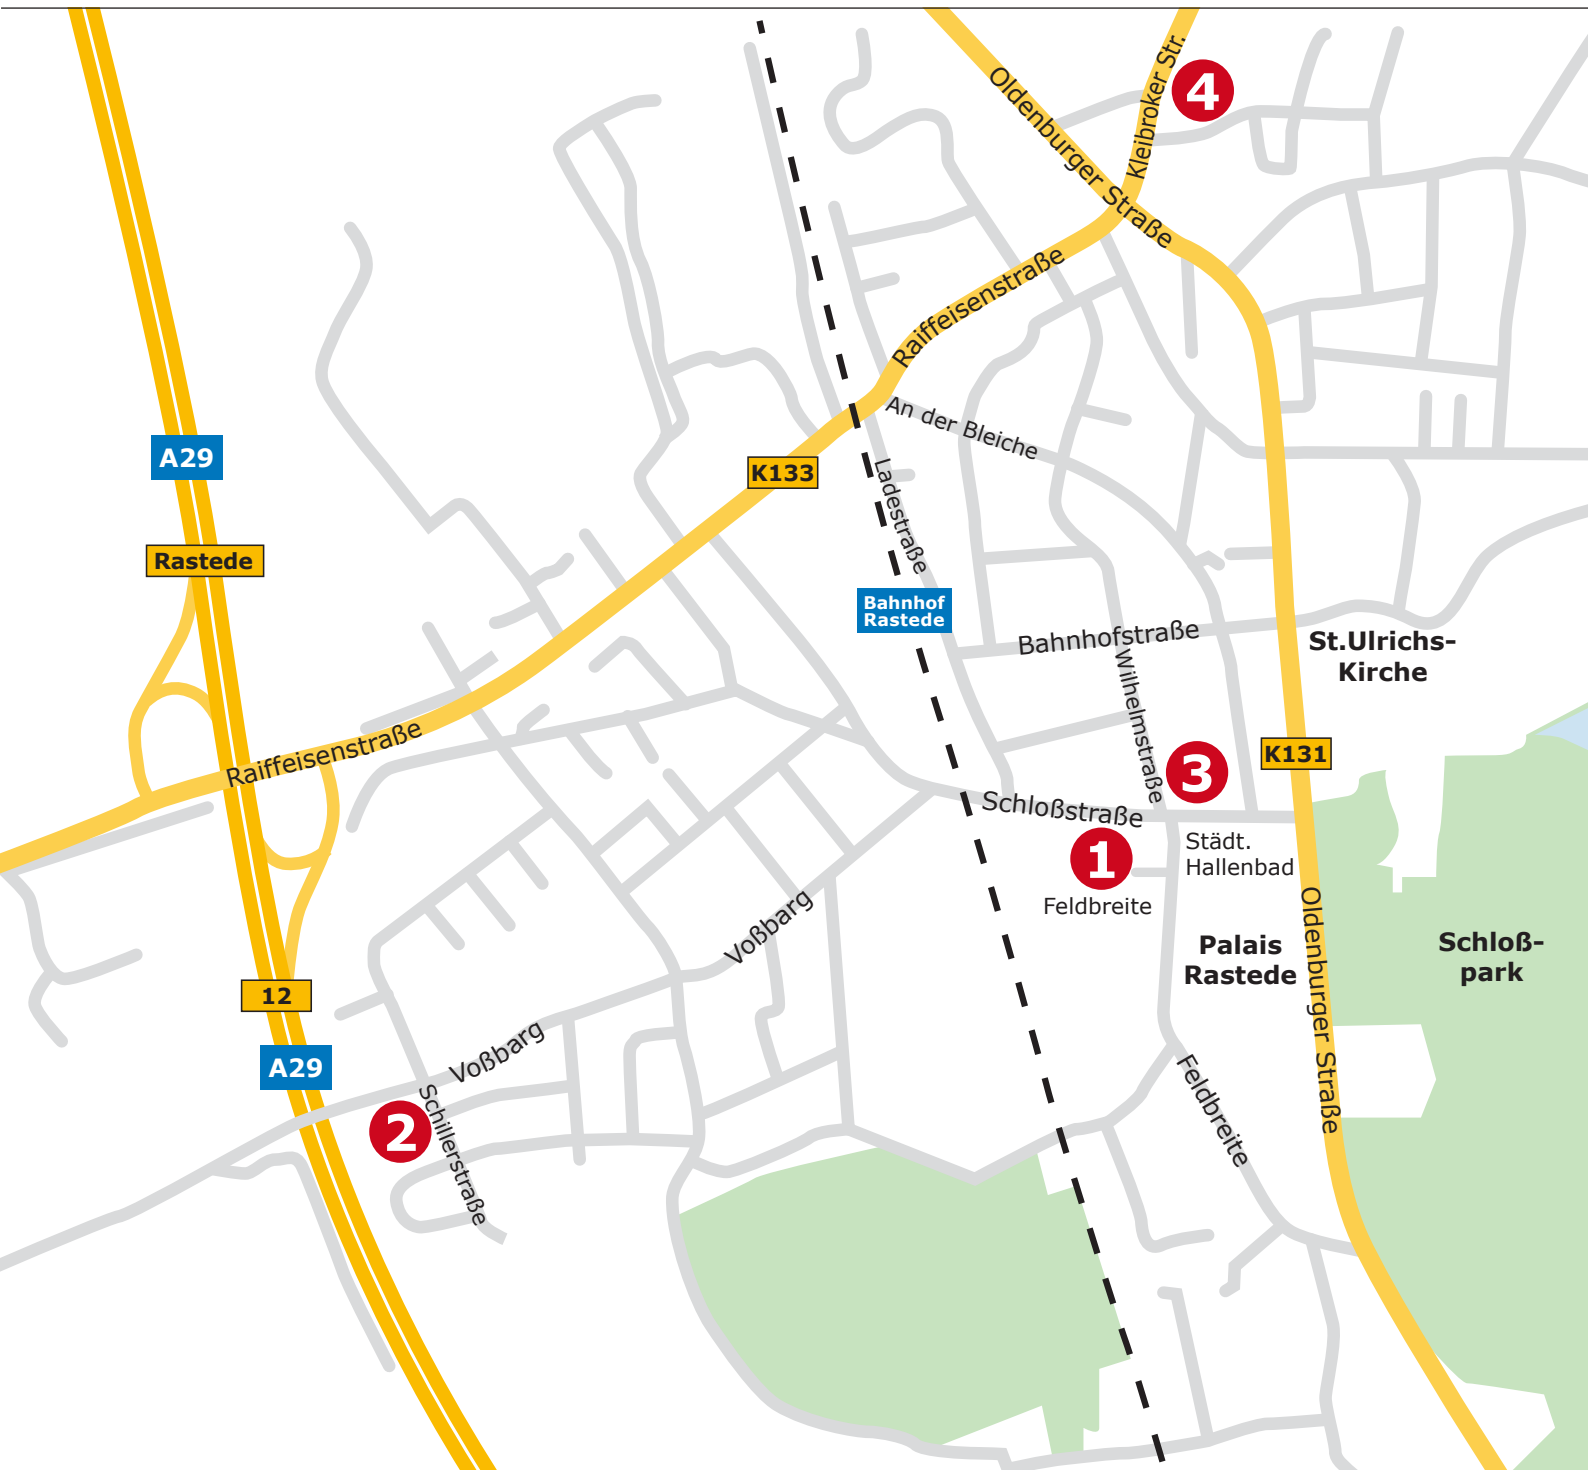 Oldenburger Straße
Kleibroker Str.
4
Raiffeisenstraße
An der Bleiche
A29
K133
Ladestraße
Rastede
Bahnhof
Rastede
Bahnhofstraße
St.Ulrichs-
Kirche
Wilhelmstraße
Raiffeisenstraße
K131
3
Schloßstraße
Städt.
Hallenbad
1
Feldbreite
Voßbarg
Oldenburger Straße
Palais
Rastede
Schloß-
park
12
Voßbarg
A29
Feldbreite
Schillerstraße
2